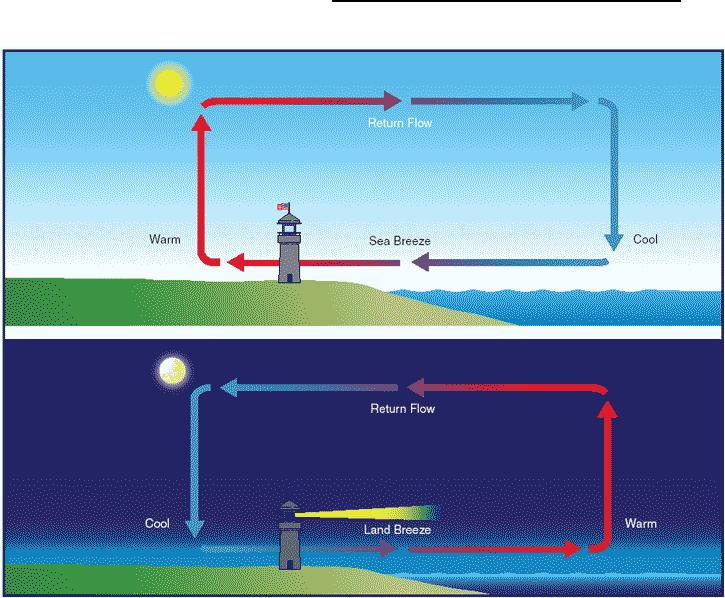 Return Flow
Warm
Sea Breeze
Cool
Return Flow
Cool
Land Breeze
Warm